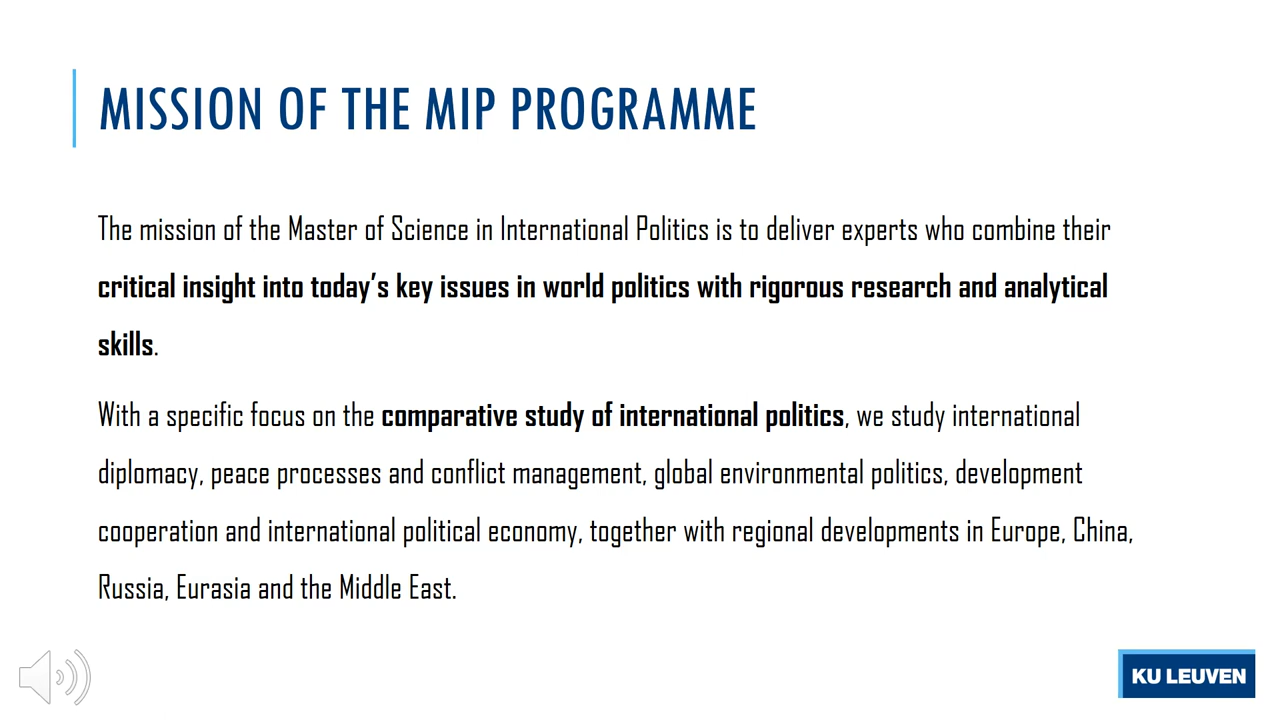 MISSION OF THE MIP PROGRAMME
The mission of the Master of Science in International Politics is to deliver experts who combine their
critical insight into today's key issues in world politics with rigorous research and analytical
skills.
With a specific focus on the comparative study of international politics, we study international
diplomacy, peace processes and conflict management, global environmental politics, development
cooperation and international political economy, together with regional developments in Europe, China,
Russia, Eurasia and the Middle East.
KU LEUVEN